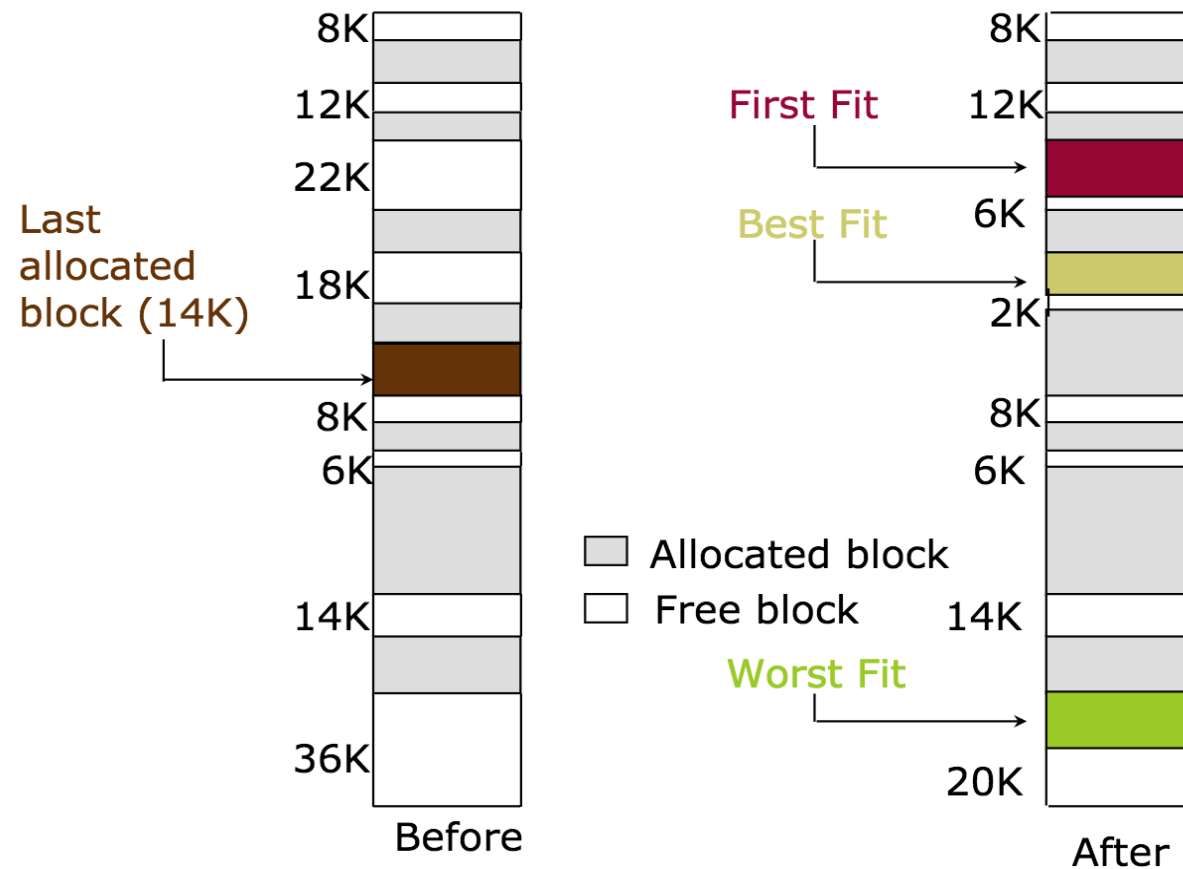 8K
12K
22K
Last
allocated
block (14K)
18K
8K
6K
14K
36K
Before
Allocated block
Free block
First Fit
Best Fit
Worst Fit
8K
12K
6K
2K
8K
6K
14K
20K
After